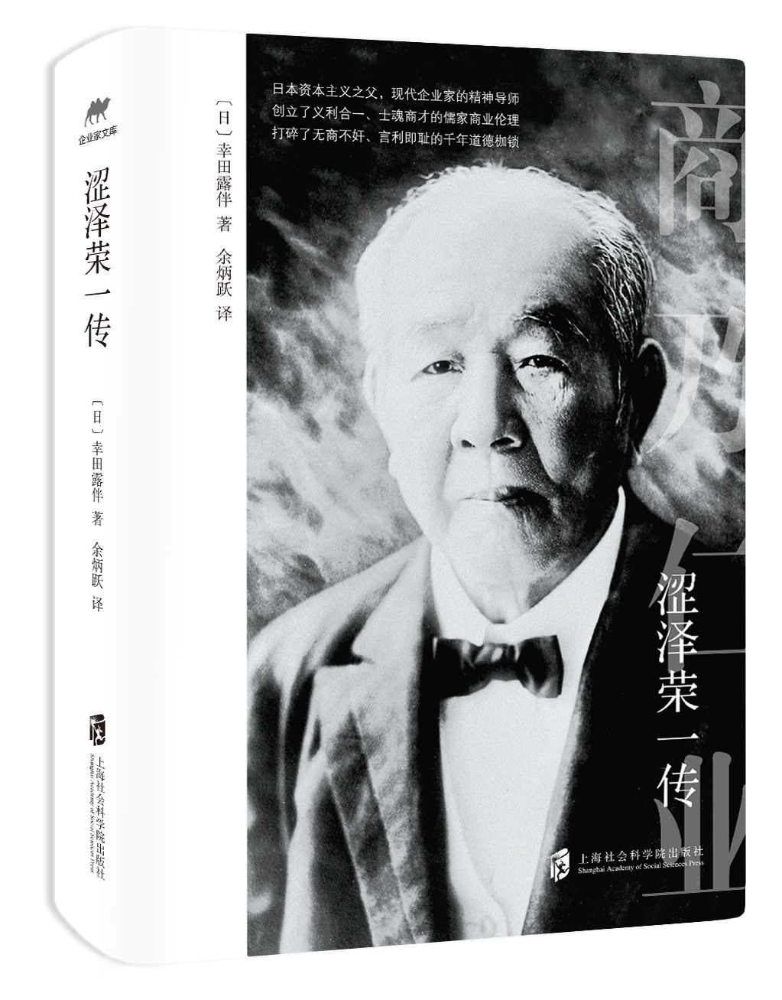 企业家文库
涩泽荣一传
〔日〕幸田露伴 著 余炳跃 译
上海社会科学院出版社
Shanghai Academy of Social Sciences Press
〔日〕幸田露伴 著 余炳跃 译
日本资本主义之父，现代企业家的精神导师
创立了义利合一、士魂商才的儒家商业伦理
打碎了无商不奸、言利即耻的千年道德枷锁
商乃仁业
涩泽荣一传
上海社会科学院出版社
Shanghai Academy of Social Sciences Press